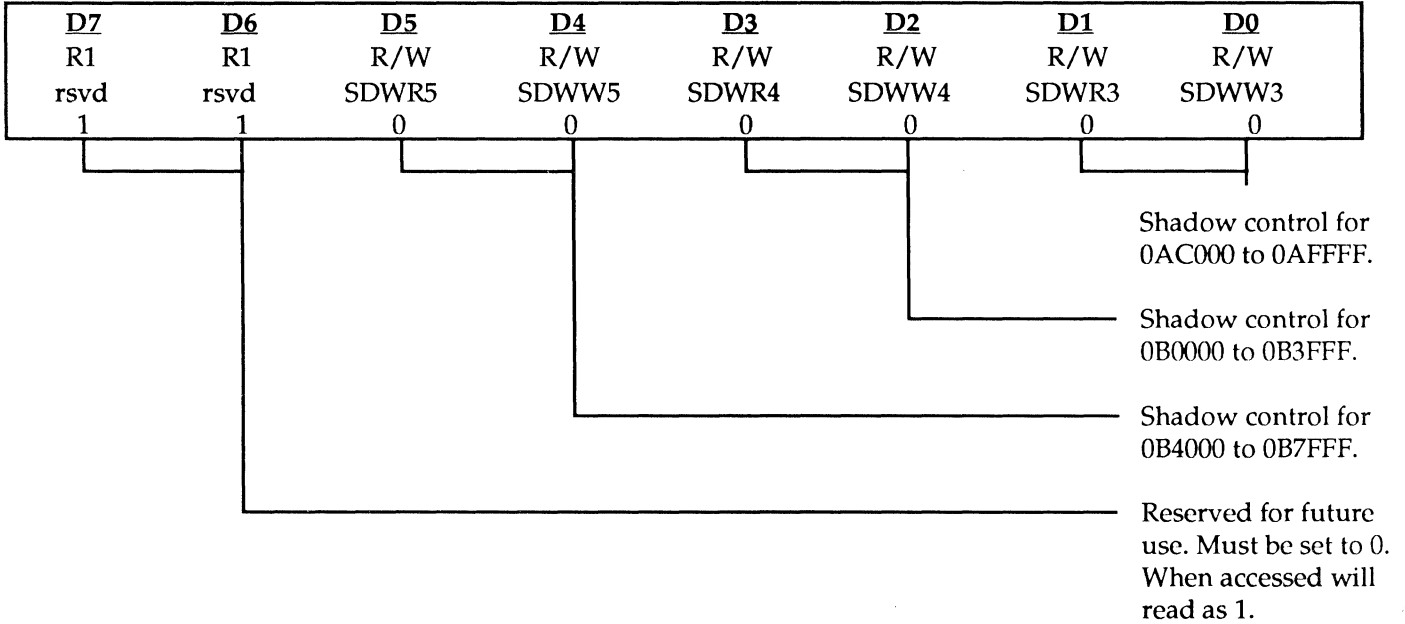 D7 D6 D5 D4 D3 D2 D1 D0
R1 R1 R/W R/W R/W R/W R/W R/W
rsvd rsvd SDWR5 SDWW5 SDWR4 SDWW4 SDWR3 SDWW3
1 1 0 0 0 0 0 0
Shadow control for
0AC000 to 0AFFFF.
Shadow control for
0B0000 to 0B3FFF.
Shadow control for
0B4000 to 0B7FFF.
Reserved for future
use. Must be set to 0.
When accessed will
read as 1.